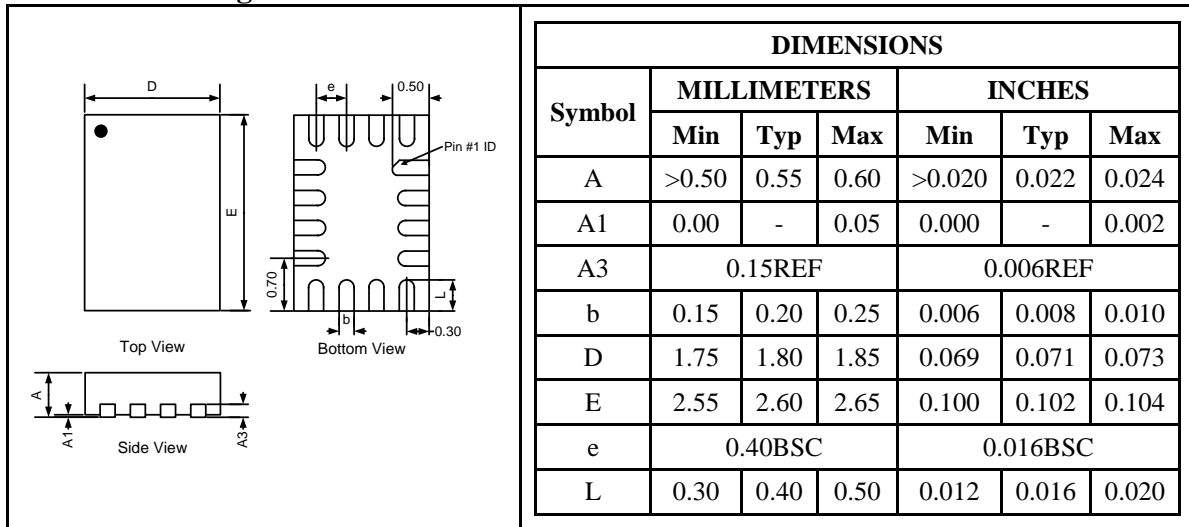 D
E
Top View
e
0.50
Pin #1 ID
0.70
b
L
0.30
Bottom View
A
A1
A3
Side View
DIMENSIONS
Symbol MILLIMETERS INCHES
Min Typ Max Min Typ Max
A >0.50 0.55 0.60 >0.020 0.022 0.024
A1 0.00 - 0.05 0.000 - 0.002
A3 0.15REF 0.006REF
b 0.15 0.20 0.25 0.006 0.008 0.010
D 1.75 1.80 1.85 0.069 0.071 0.073
E 2.55 2.60 2.65 0.100 0.102 0.104
e 0.40BSC 0.016BSC
L 0.30 0.40 0.50 0.012 0.016 0.020